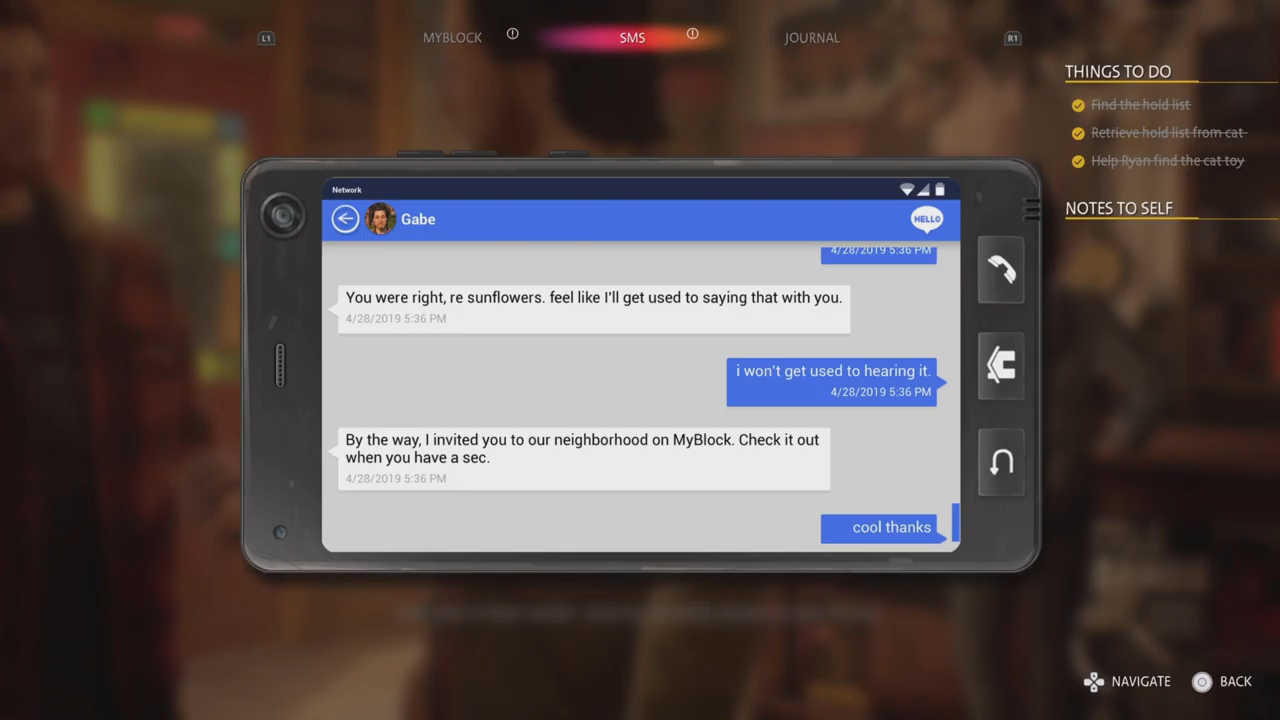 L1
MYBLOCK
SMS
JOURNAL
R1
THINGS TO DO
Find the hold list
Retrieve hold list from cat
Help Ryan find the cat toy
NOTES TO SELF
Network
Gabe
HELLO
4/28/2019 5:36 PM
You were right, re sunflowers. feel like I'll get used to saying that with you.
4/28/2019 5:36 PM
i won't get used to hearing it.
4/28/2019 5:36 PM
By the way, I invited you to our neighborhood on MyBlock. Check it out
when you have a sec.
4/28/2019 5:36 PM
cool thanks
NAVIGATE
BACK